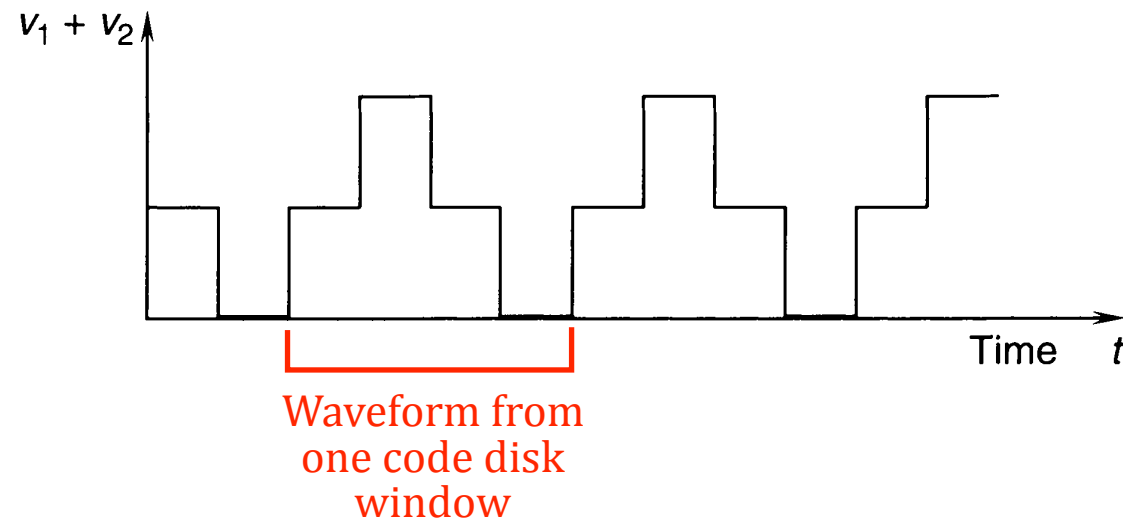 v₁ + v₂
Time t
Waveform from
one code disk
window